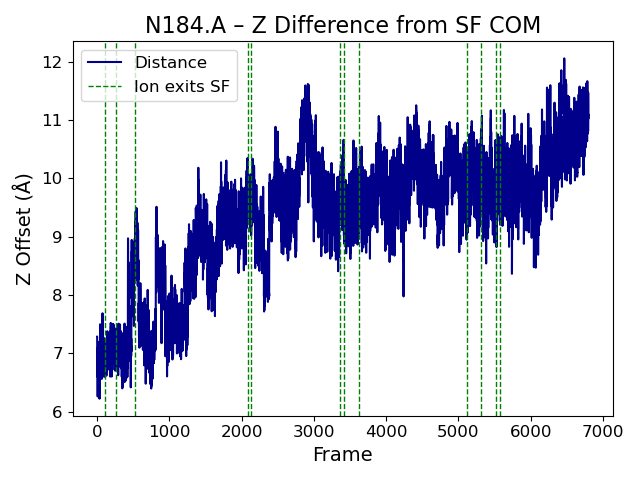 N184.A – Z Difference from SF COM
Distance
Ion exits SF
12
11
10
9
8
7
6
Z Offset (Å)
0 1000 2000 3000 4000 5000 6000 7000
Frame